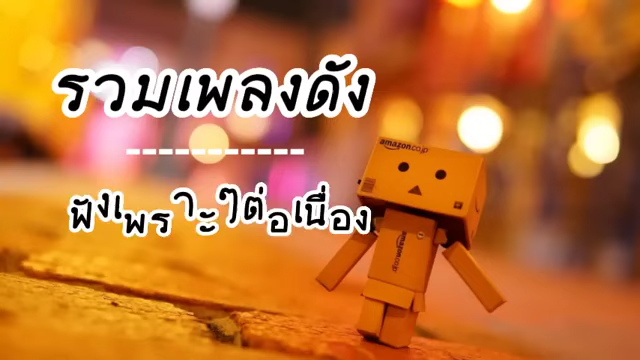 รวมเพลงดัง
-----------
ฟังเพราะๆต่อเนื่อง
amazon.co.jp
amazon